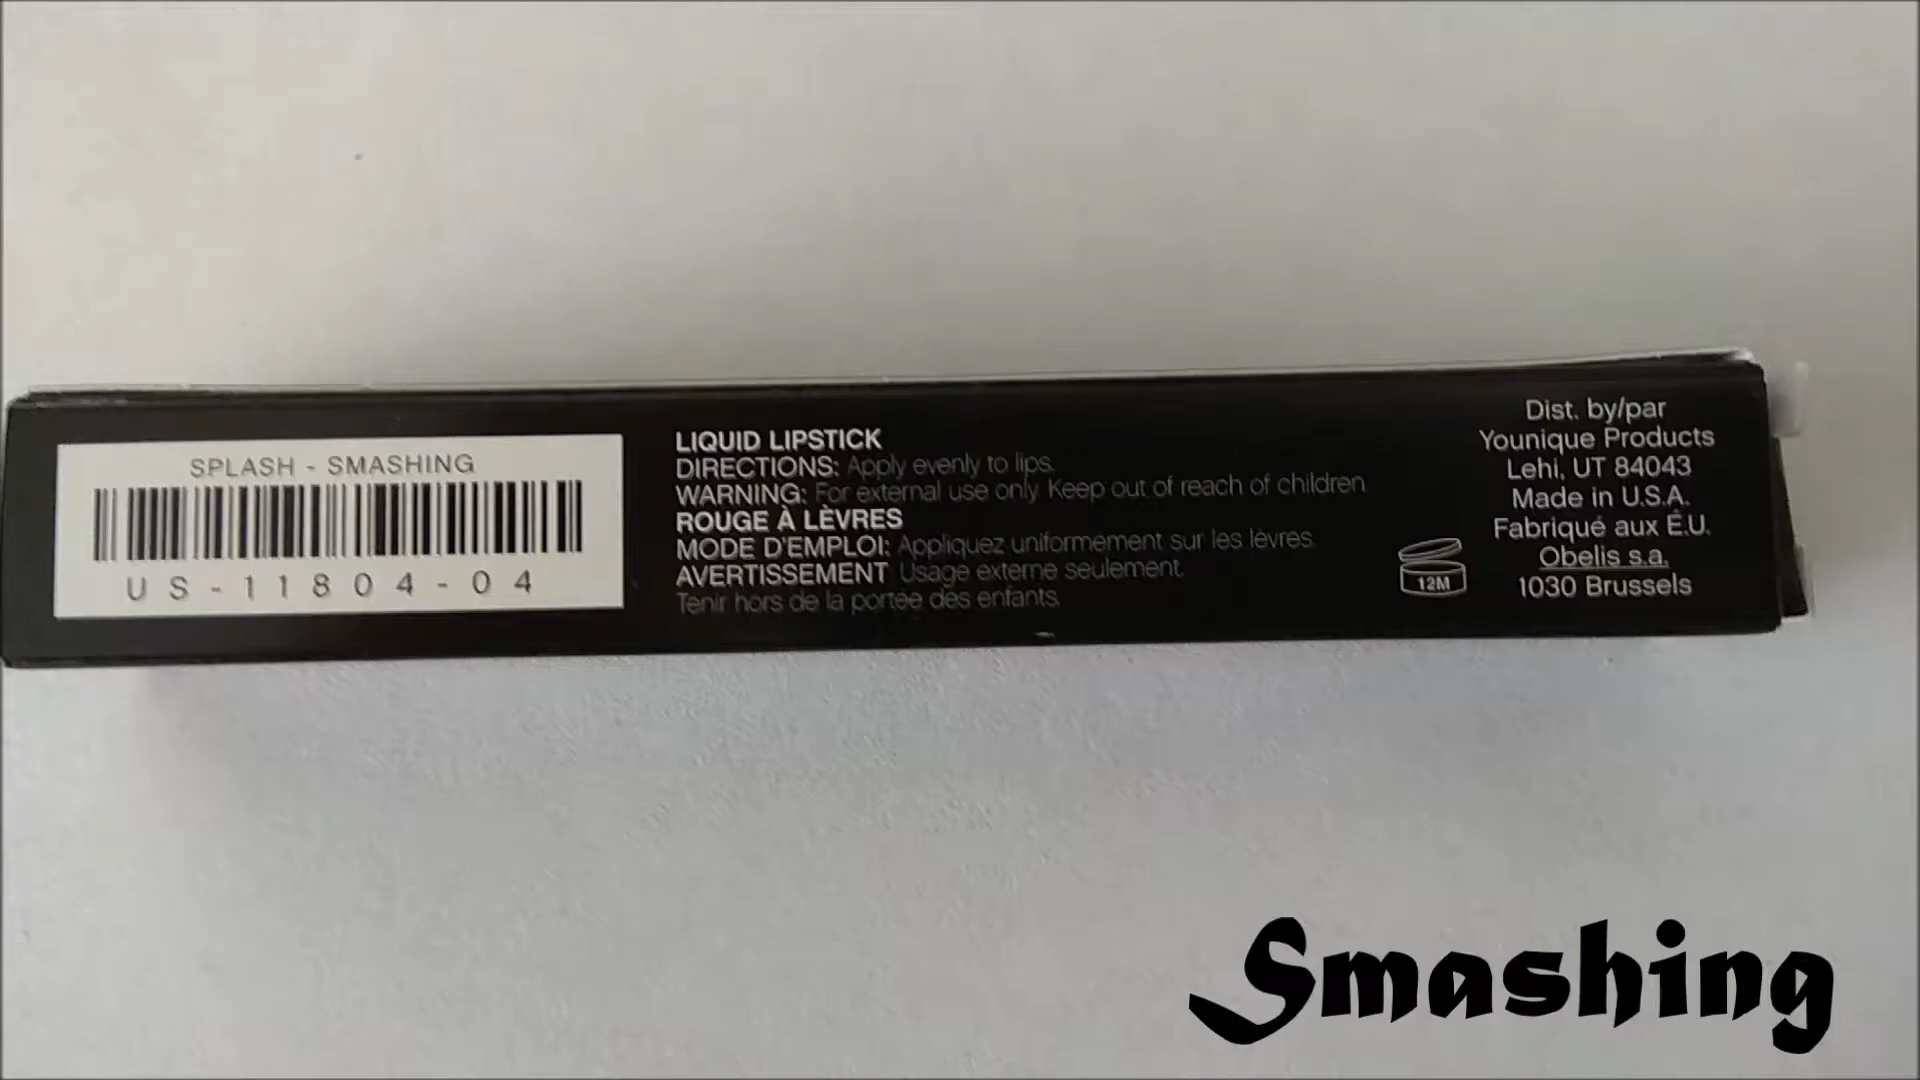 SPLASH - SMASHING
US-11804-04
LIQUID LIPSTICK
DIRECTIONS: Apply evenly to lips.
WARNING: For external use only. Keep out of reach of children.
ROUGE À LÈVRES
MODE D'EMPLOI: Appliquez uniformément sur les lèvres.
AVERTISSEMENT Usage externe seulement.
Tenir hors de la portée des enfants.
12M
Dist. by/par
Younique Products
Lehi, UT 84043
Made in U.S.A.
Fabriqué aux É.U.
Obelis s.a.
1030 Brussels
Smashing